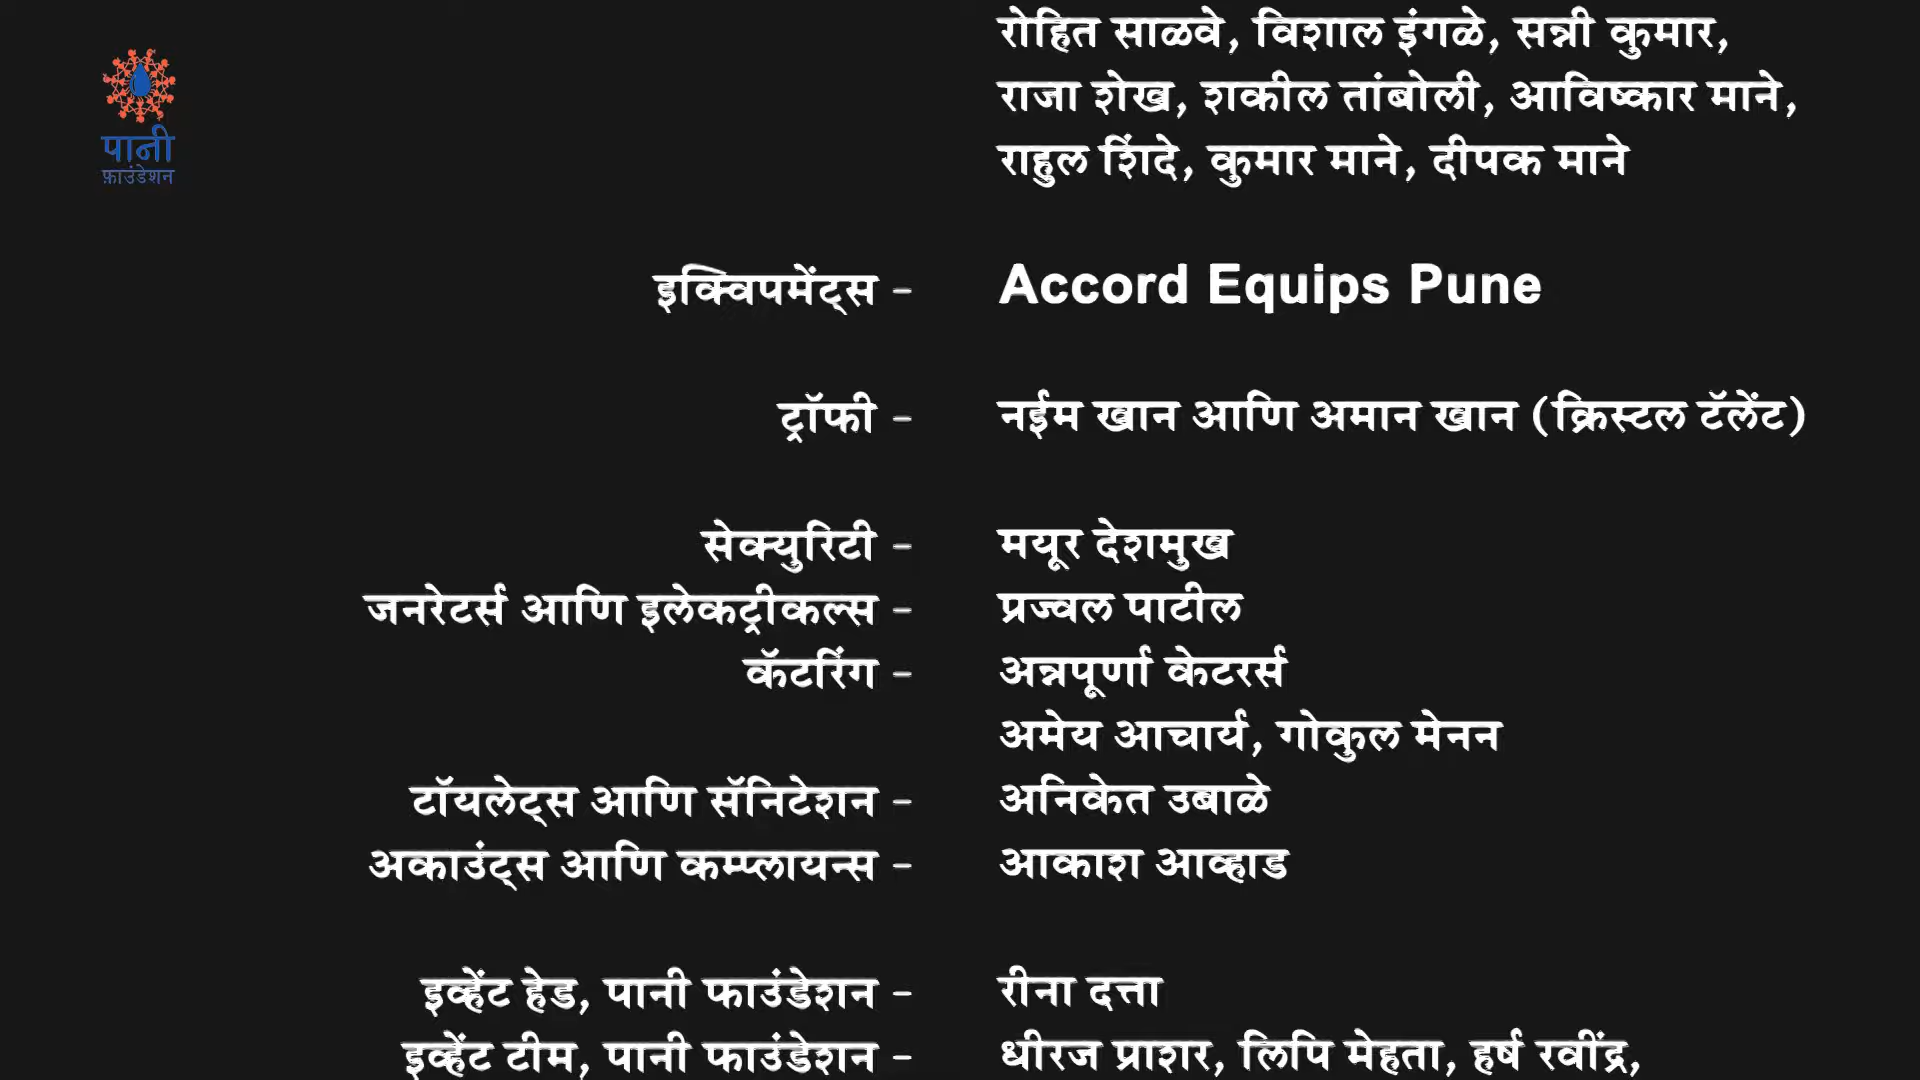 पानी
फ़ाउंडेशन
रोहित साळवे, विशाल इंगळे, सन्नी कुमार,
राजा शेख, शकील तांबोली, आविष्कार माने,
राहुल शिंदे, कुमार माने, दीपक माने
इक्विपमेंट्स - Accord Equips Pune
ट्रॉफी - नईम खान आणि अमान खान (क्रिस्टल टॅलेंट)
सेक्युरिटी - मयूर देशमुख
जनरेटर्स आणि इलेकट्रीकल्स - प्रज्वल पाटील
कॅटरिंग - अन्नपूर्णा केटरर्स
अमेय आचार्य, गोकुल मेनन
टॉयलेट्स आणि सॅनिटेशन - अनिकेत उबाळे
अकाउंट्स आणि कम्प्लायन्स - आकाश आव्हाड
इव्हेंट हेड, पानी फाउंडेशन - रीना दत्ता
इव्हेंट टीम, पानी फाउंडेशन - धीरज प्राशर, लिपि मेहता, हर्ष रवींद्र,